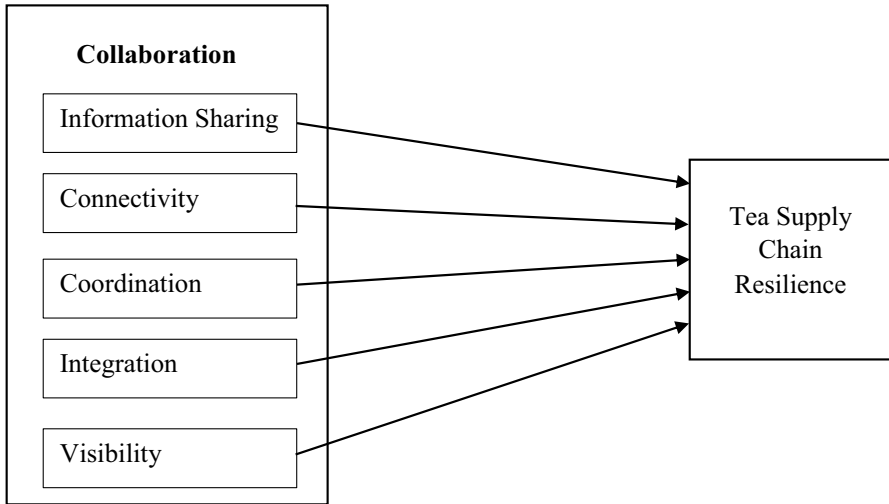 Collaboration
Information Sharing
Connectivity
Coordination
Integration
Visibility
Tea Supply
Chain
Resilience